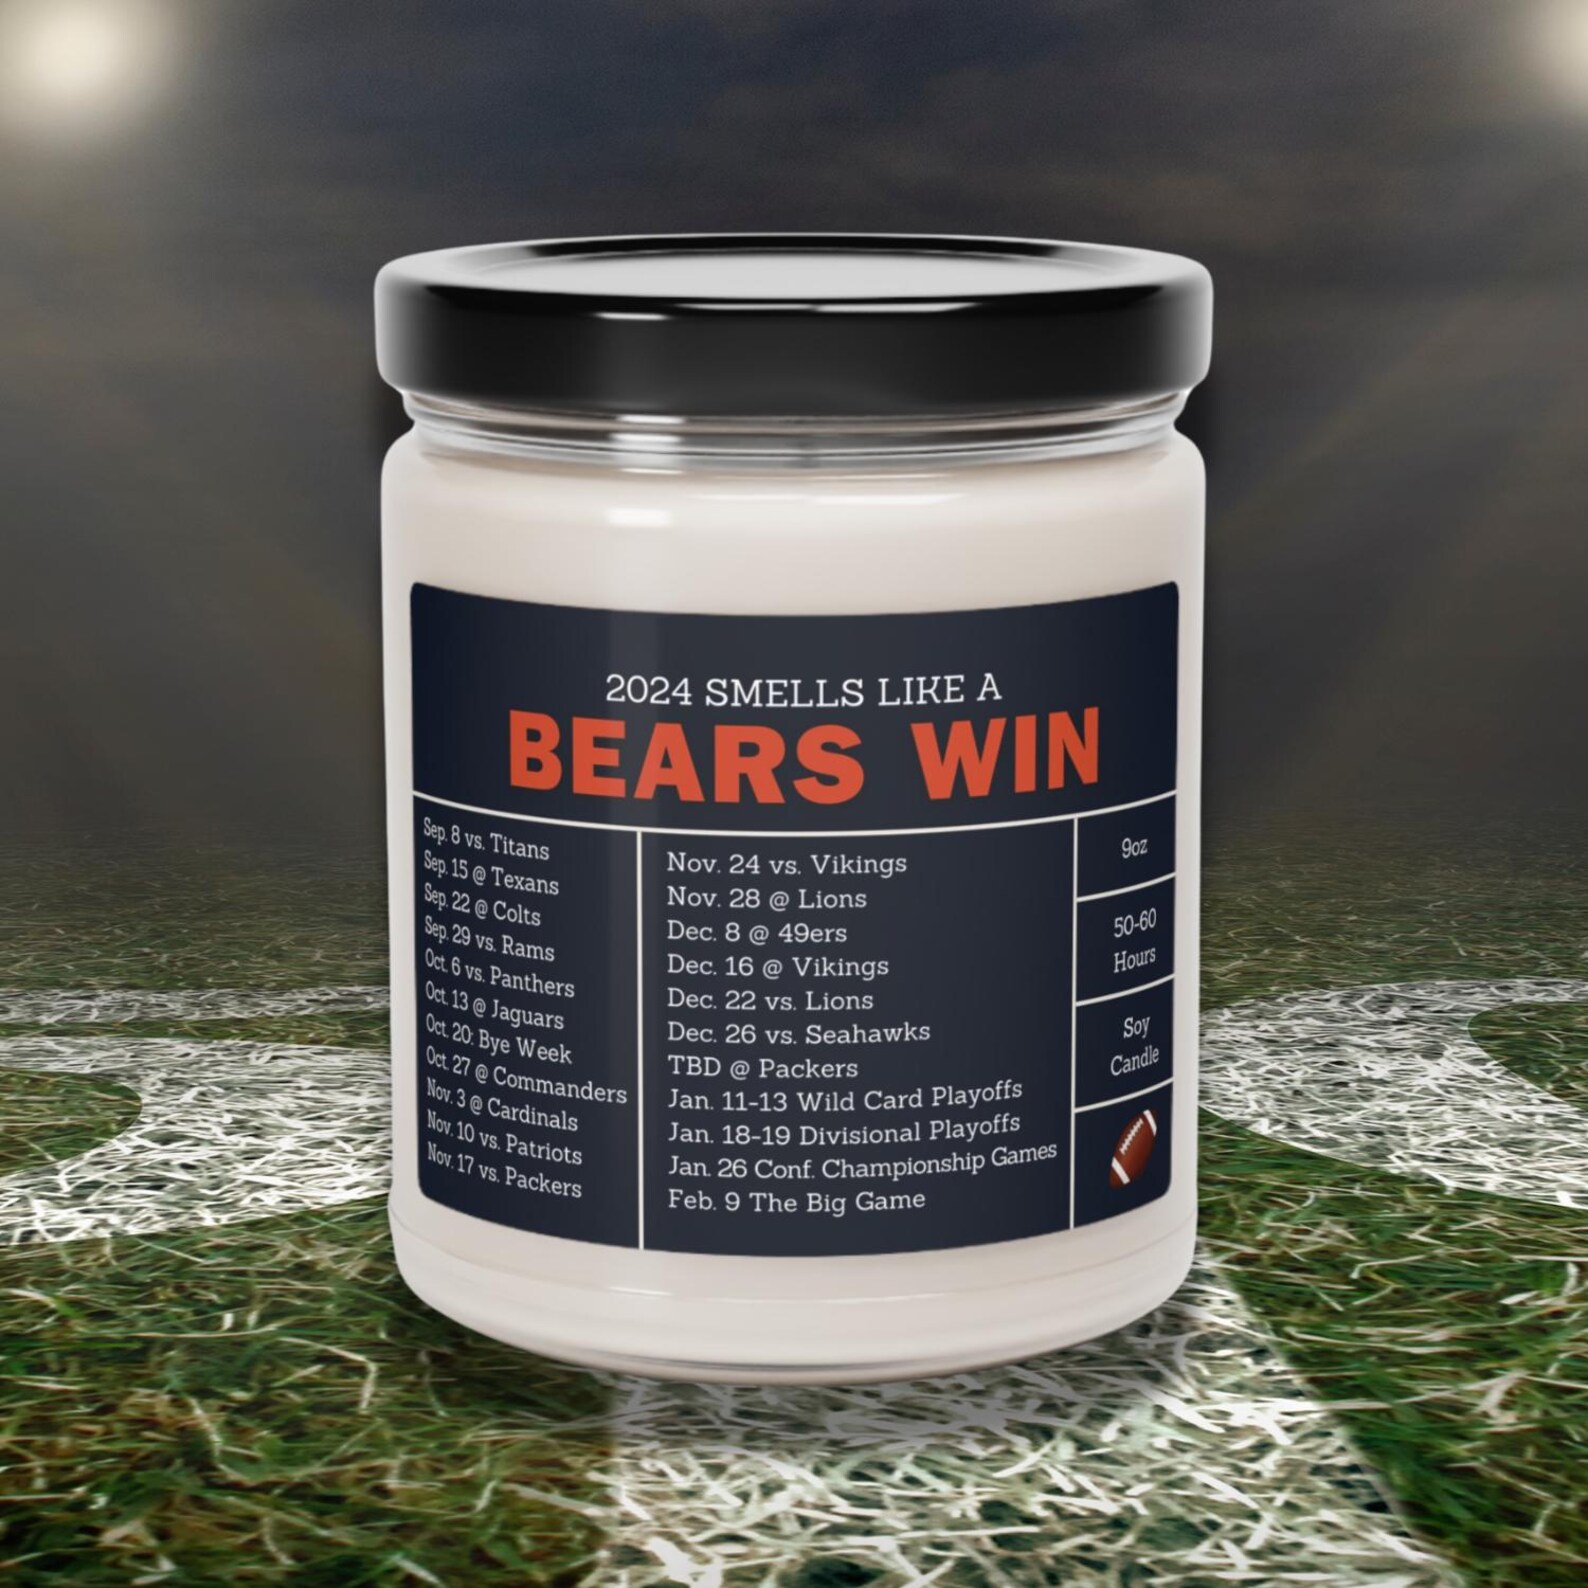 2024 SMELLS LIKE A
BEARS WIN
Sep. 8 vs. Titans
Sep. 15 @ Texans
Sep. 22 @ Colts
Sep. 29 vs. Rams
Oct. 6 vs. Panthers
Oct. 13 @ Jaguars
Oct. 20: Bye Week
Oct. 27 @ Commanders
Nov. 3 @ Cardinals
Nov. 10 vs. Patriots
Nov. 17 vs. Packers
Nov. 24 vs. Vikings
Nov. 28 @ Lions
Dec. 8 @ 49ers
Dec. 16 @ Vikings
Dec. 22 vs. Lions
Dec. 26 vs. Seahawks
TBD @ Packers
Jan. 11-13 Wild Card Playoffs
Jan. 18-19 Divisional Playoffs
Jan. 26 Conf. Championship Games
Feb. 9 The Big Game
9oz
50-60
Hours
Soy
Candle